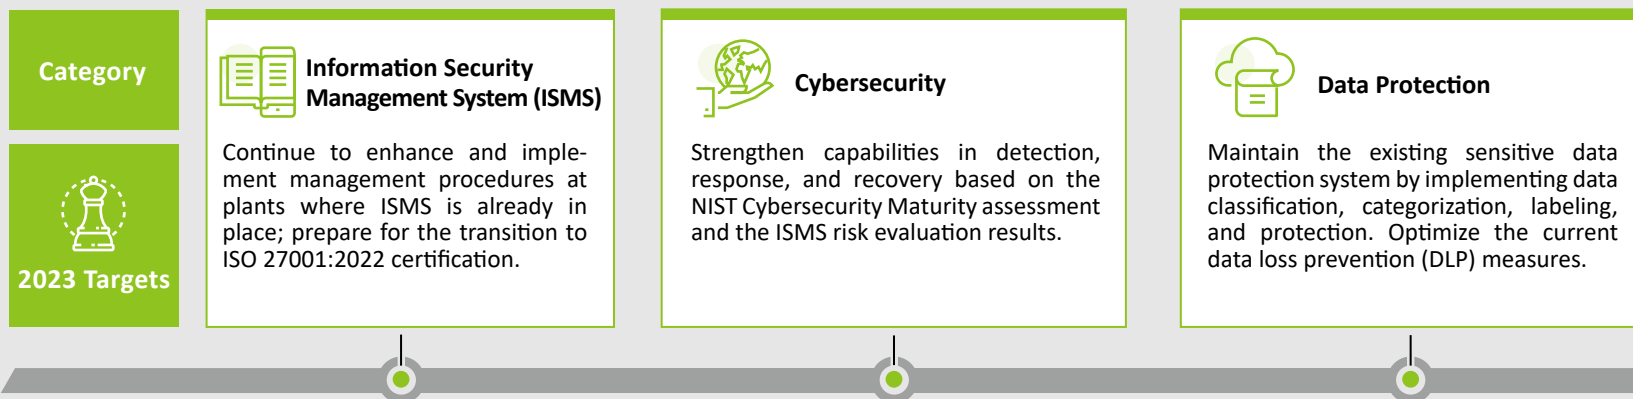 Category
Information Security
Management System (ISMS)
Cybersecurity
Data Protection
2023 Targets
Continue to enhance and imple-
ment management procedures at
plants where ISMS is already in
place; prepare for the transition to
ISO 27001:2022 certification.
Strengthen capabilities in detection,
response, and recovery based on the
NIST Cybersecurity Maturity assessment
and the ISMS risk evaluation results.
Maintain the existing sensitive data
protection system by implementing data
classification, categorization, labeling,
and protection. Optimize the current
data loss prevention (DLP) measures.